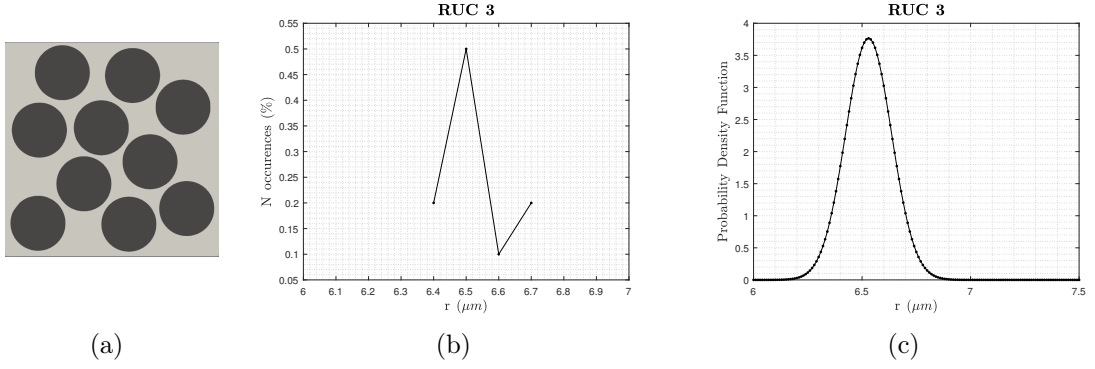 RUC 3
0.55
0.5
0.45
0.4
0.35
0.3
0.25
0.2
0.15
0.1
0.05
N occurences (%)
6 6.1 6.2 6.3 6.4 6.5 6.6 6.7 6.8 6.9 7
r (μm)
RUC 3
4
3.5
3
2.5
2
1.5
1
0.5
0
Probability Density Function
6 6.5 7 7.5
r (μm)
(a) (b) (c)